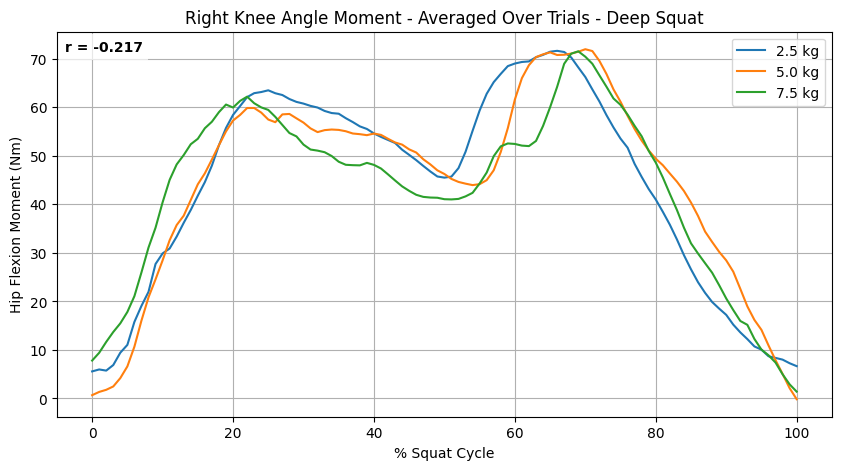 Right Knee Angle Moment - Averaged Over Trials - Deep Squat
r = -0.217
2.5 kg
5.0 kg
7.5 kg
Hip Flexion Moment (Nm)
70
60
50
40
30
20
10
0
0 20 40 60 80 100
% Squat Cycle